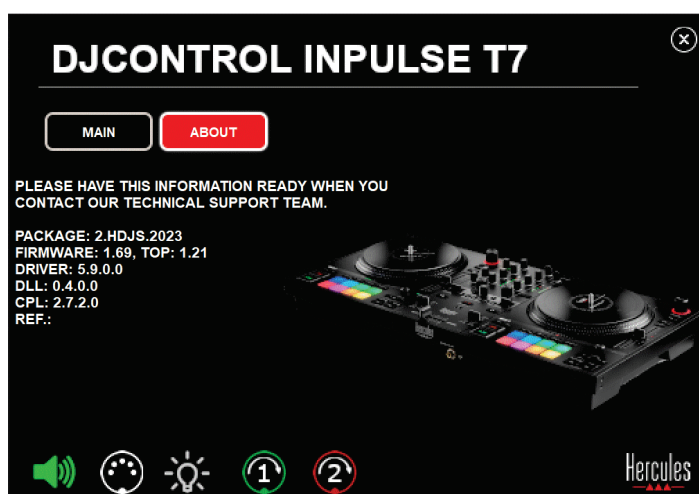 DJCONTROL INPULSE T7
MAIN
ABOUT
PLEASE HAVE THIS INFORMATION READY WHEN YOU
CONTACT OUR TECHNICAL SUPPORT TEAM.
PACKAGE: 2.HDJS.2023
FIRMWARE: 1.69, TOP: 1.21
DRIVER: 5.9.0.0
DLL: 0.4.0.0
CPL: 2.7.2.0
REF.:
1
2
Hercules